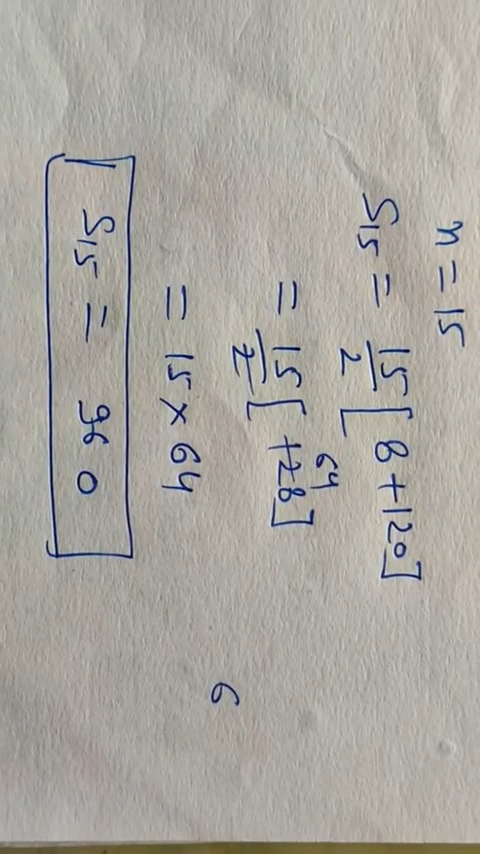 n = 15
S15 = 15/2 [ 8 + 120 ]
= 15/2 [ 128 ] 64
= 15 × 64
S15 = 960
6